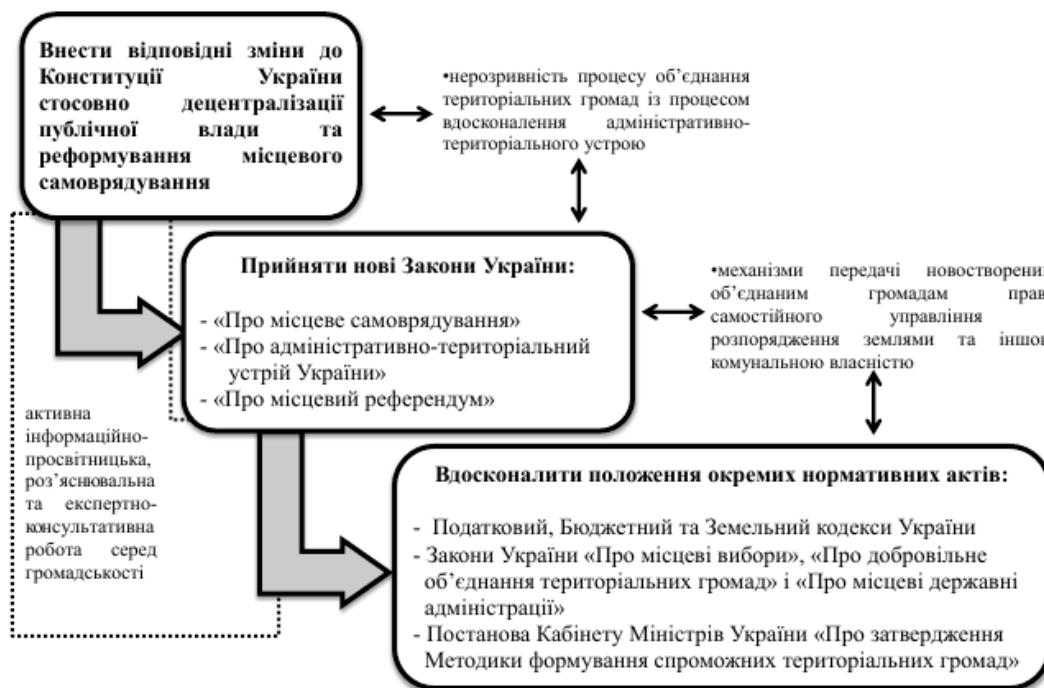 Внести відповідні зміни до
Конституції України
стосовно децентралізації
публічної влади та
реформування місцевого
самоврядування
•нерозривність процесу об’єднання
територіальних громад із процесом
вдосконалення адміністративно-
територіального устрою
Прийняти нові Закони України:
- «Про місцеве самоврядування»
- «Про адміністративно-територіальний
устрій України»
- «Про місцевий референдум»
•механізми передачі
об’єднаним громадам
самостійного управління
розпорядження землями та
комунальною власністю
активна
інформаційно-
просвітницька,
роз’яснювальна
та експертно-
консультативна
робота серед
громадськості
Вдосконалити положення окремих нормативних актів:
- Податковий, Бюджетний та Земельний кодекси України
- Закони України «Про місцеві вибори», «Про добровільне
об’єднання територіальних громад» і «Про місцеві державні
адміністрації»
- Постанова Кабінету Міністрів України «Про затвердження
Методики формування спроможних територіальних громад»